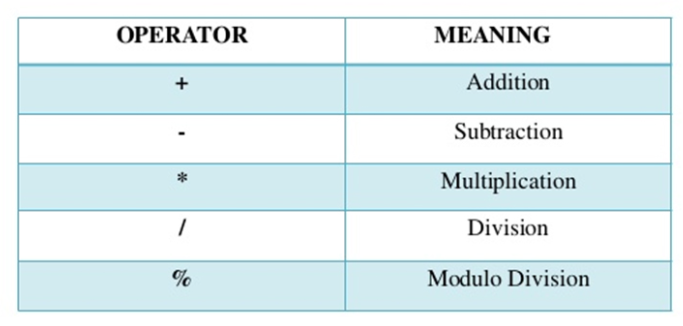 OPERATOR MEANING
+ Addition
- Subtraction
* Multiplication
/ Division
% Modulo Division